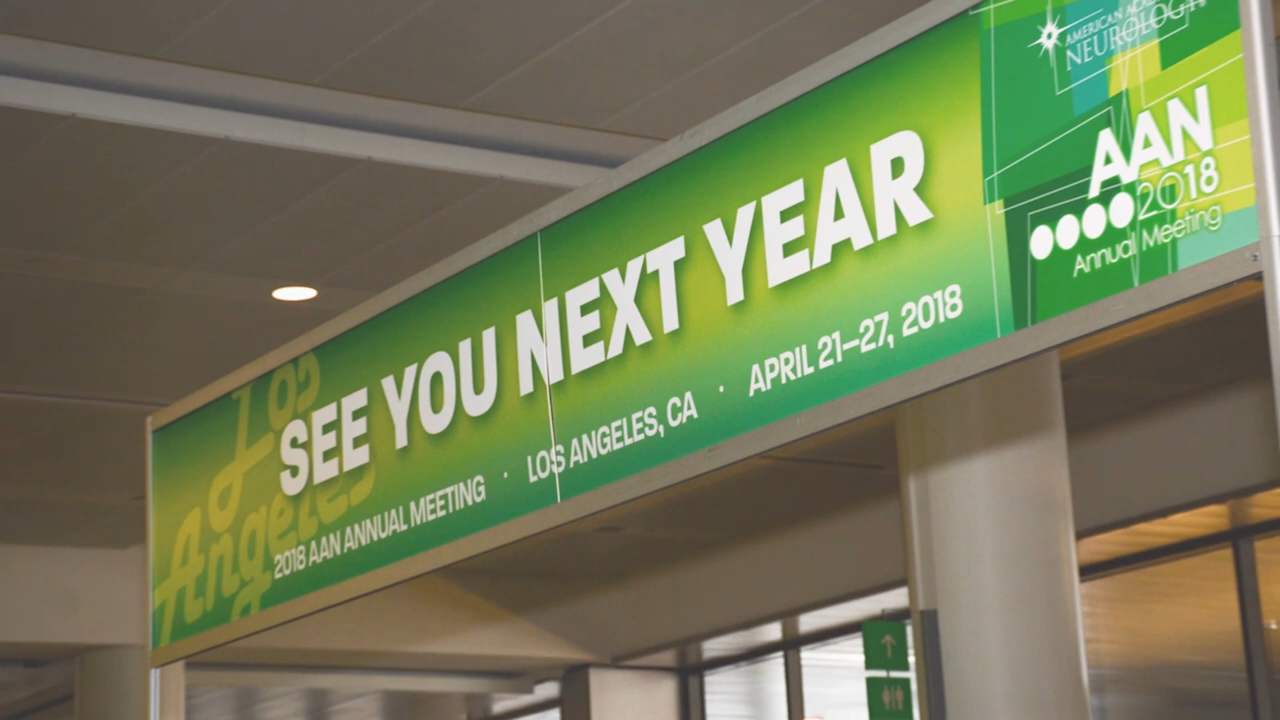 Los
Angeles
SEE YOU NEXT YEAR
2018 AAN ANNUAL MEETING · LOS ANGELES, CA · APRIL 21–27, 2018
AMERICAN ACADEMY
NEUROLOGY
AAN
2018
Annual Meeting